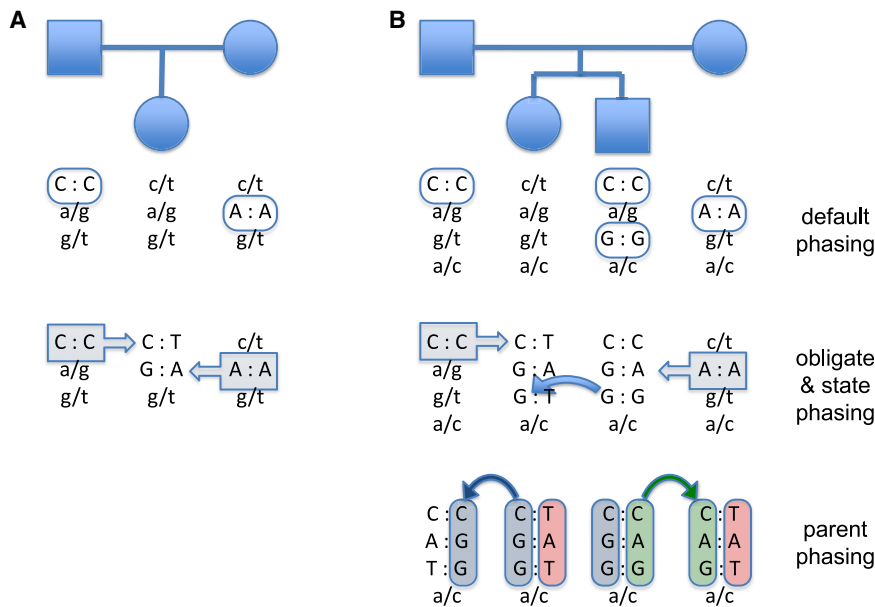 A
B
C : C c/t c/t
a/g a/g A : A
g/t g/t g/t
C : C c/t C : C c/t
a/g a/g a/g A : A
g/t g/t G : G g/t
a/c a/c a/c a/c
default
phasing
C : C C : T c/t
a/g G : A A : A
g/t g/t g/t
C : C C : T C : C c/t
a/g G : A G : A A : A
g/t G : T G : G g/t
a/c a/c a/c a/c
obligate
& state
phasing
C : C C : T C : C C : T
A : G G : A G : A A : A
T : G G : T G : G G : T
a/c a/c a/c a/c
parent
phasing